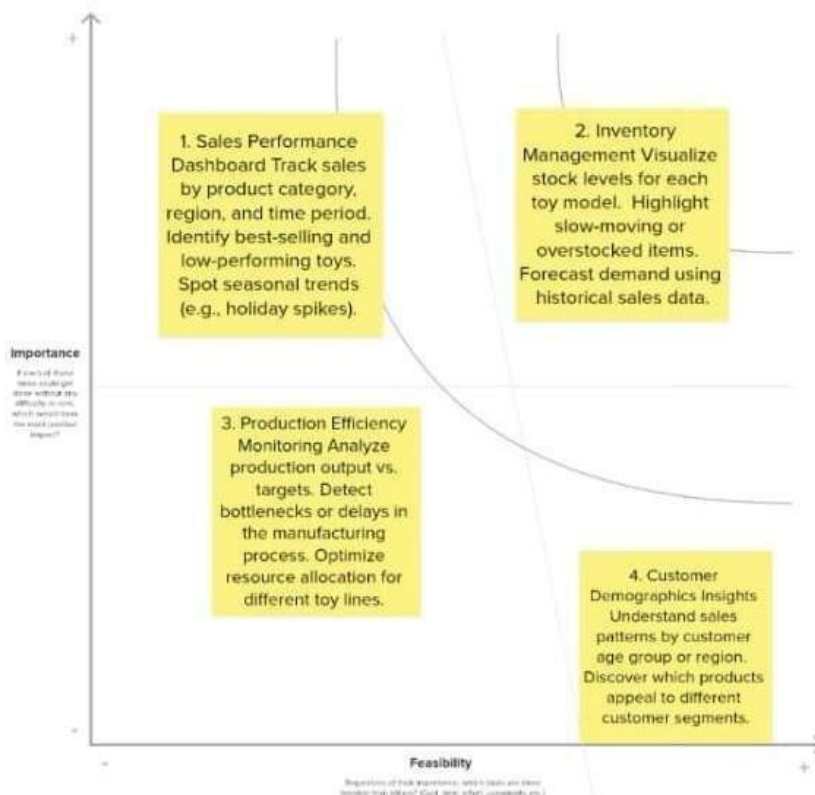 +
1. Sales Performance
Dashboard Track sales
by product category,
region, and time period.
Identify best-selling and
low-performing toys.
Spot seasonal trends
(e.g., holiday spikes).
2. Inventory
Management Visualize
stock levels for each
toy model. Highlight
slow-moving or
overstocked items.
Forecast demand using
historical sales data.
Importance
3. Production Efficiency
Monitoring Analyze
production output vs.
targets. Detect
bottlenecks or delays in
the manufacturing
process. Optimize
resource allocation for
different toy lines.
4. Customer
Demographics Insights
Understand sales
patterns by customer
age group or region.
Discover which products
appeal to different
customer segments.
-
-
Feasibility
+